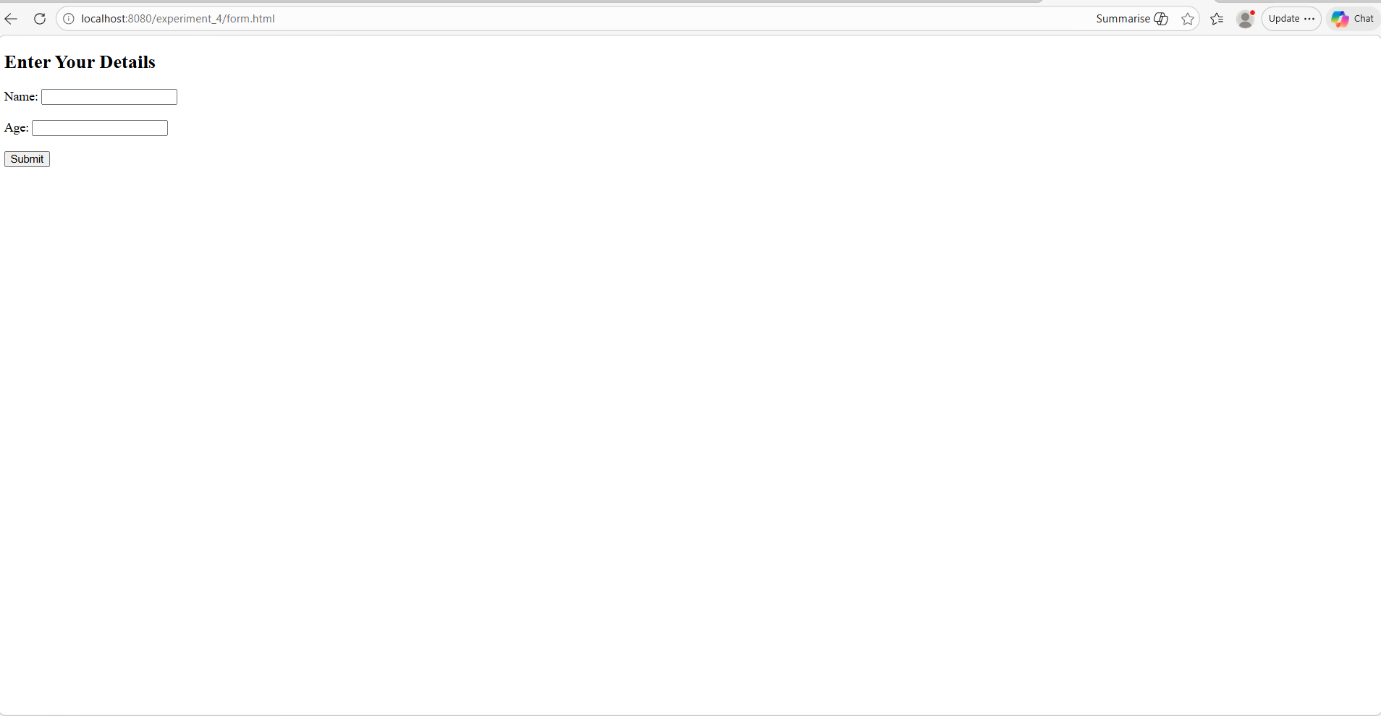 localhost:8080/experiment_4/form.html Summarise Update Chat
Enter Your Details
Name:
Age:
Submit